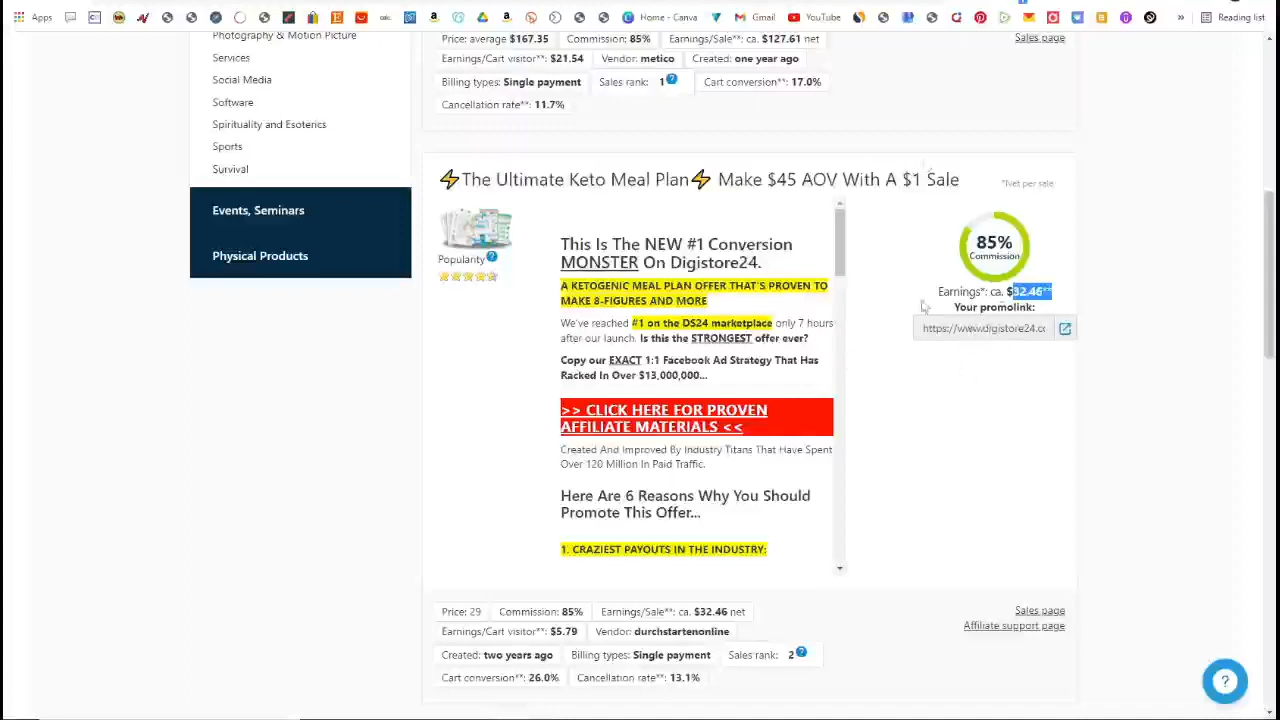 Apps
Home - Canva
Gmail
YouTube
»
Reading list
Photography & Motion Picture
Services
Social Media
Software
Spirituality and Esoterics
Sports
Survival
Events, Seminars
Physical Products
Price: average $167.35 Commission: 85% Earnings/Sale**: ca. $127.61 net
Sales page
Earnings/Cart visitor**: $21.54 Vendor: metico Created: one year ago
Billing types: Single payment Sales rank: 1 ? Cart conversion**: 17.0%
Cancellation rate**: 11.7%
⚡The Ultimate Keto Meal Plan⚡ Make $45 AOV With A $1 Sale
*Net per sale
Popularity ?
This Is The NEW #1 Conversion
MONSTER On Digistore24.
A KETOGENIC MEAL PLAN OFFER THAT'S PROVEN TO
MAKE 8-FIGURES AND MORE
We've reached #1 on the DS24 marketplace only 7 hours
after our launch. Is this the STRONGEST offer ever?
Copy our EXACT 1:1 Facebook Ad Strategy That Has
Racked In Over $13,000,000...
>> CLICK HERE FOR PROVEN
AFFILIATE MATERIALS <<
Created And Improved By Industry Titans That Have Spent
Over 120 Million In Paid Traffic.
Here Are 6 Reasons Why You Should
Promote This Offer...
1. CRAZIEST PAYOUTS IN THE INDUSTRY:
85%
Commission
Earnings*: ca. $32.46**
Your promolink:
https://www.digistore24.cc
Price: 29 Commission: 85% Earnings/Sale**: ca. $32.46 net
Sales page
Earnings/Cart visitor**: $5.79 Vendor: durchstartenonline
Affiliate support page
Created: two years ago Billing types: Single payment Sales rank: 2 ?
Cart conversion**: 26.0% Cancellation rate**: 13.1%
?